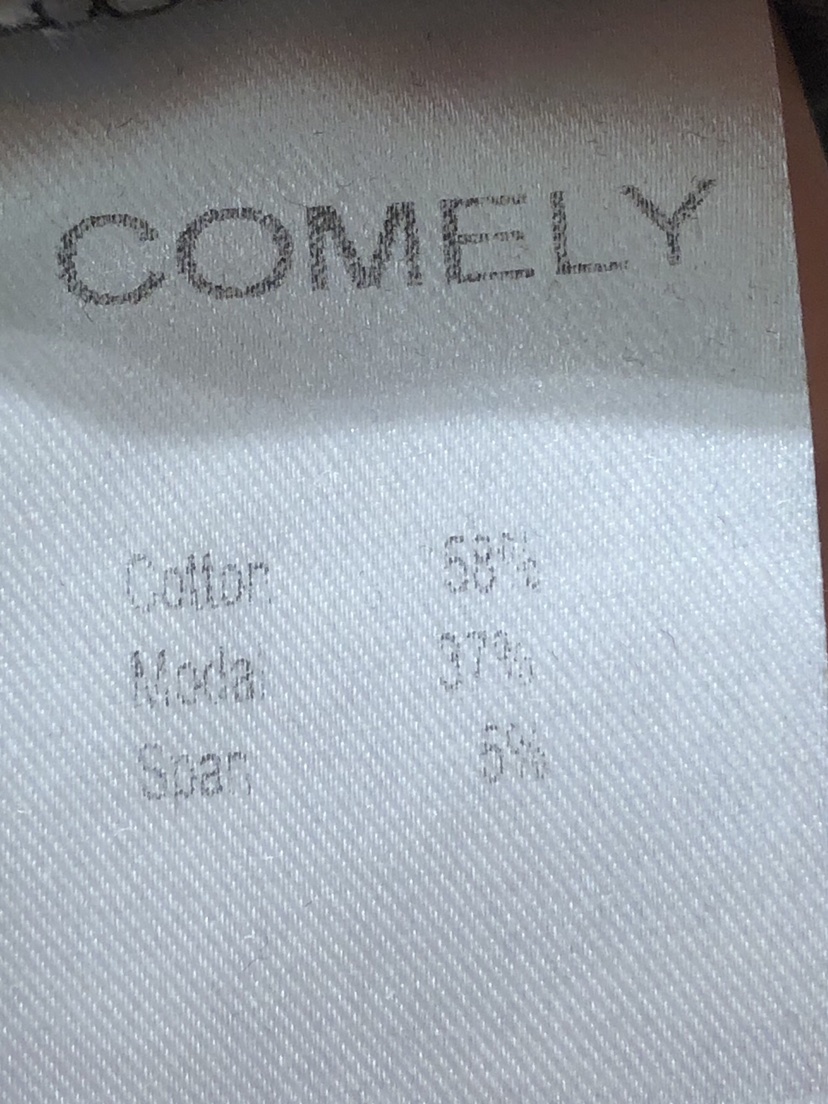 COMELY
Cotton 58%
Modal 37%
Span 5%